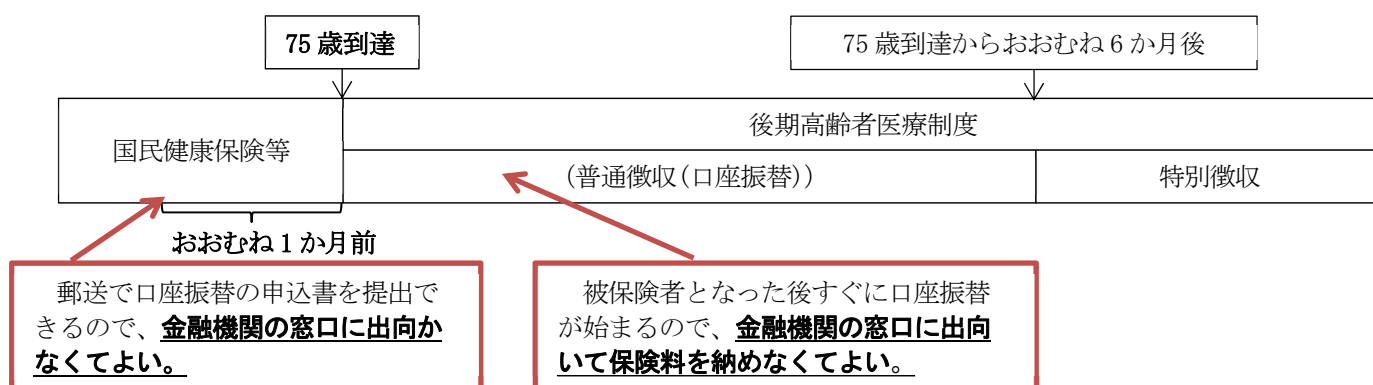 75 歳到達
75 歳到達からおおむね 6 か月後
国民健康保険等
後期高齢者医療制度
(普通徴収(口座振替))
特別徴収
おおむね 1 か月前
郵送で口座振替の申込書を提出で
きるので、金融機関の窓口に出向か
なくてよい。
被保険者となった後すぐに口座振替
が始まるので、金融機関の窓口に出向
いて保険料を納めなくてよい。